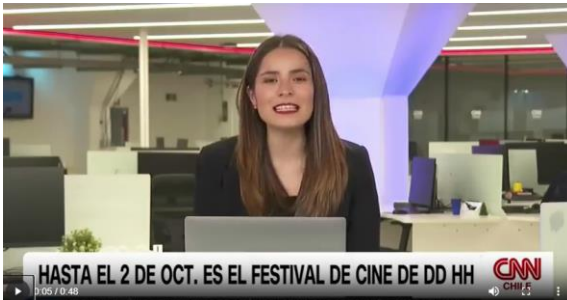 HASTA EL 2 DE OCT. ES EL FESTIVAL DE CINE DE DD HH
CNN
CHILE
0:05 / 0:48